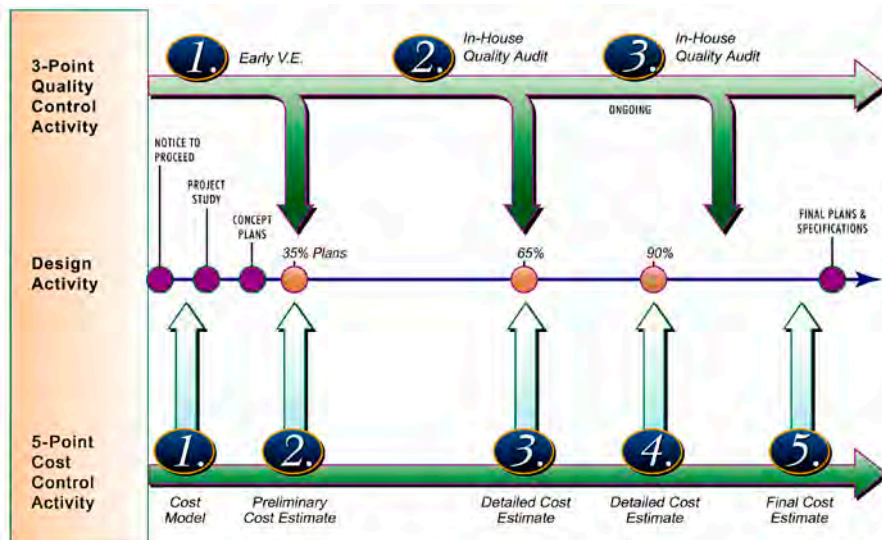 3-Point
Quality
Control
Activity
1.
Early V.E.
2.
In-House
Quality Audit
3.
In-House
Quality Audit
ONGOING
NOTICE TO
PROCEED
PROJECT
STUDY
CONCEPT
PLANS
FINAL PLANS &
SPECIFICATIONS
Design
Activity
35% Plans
65%
90%
5-Point
Cost
Control
Activity
1.
Cost
Model
2.
Preliminary
Cost Estimate
3.
Detailed Cost
Estimate
4.
Detailed Cost
Estimate
5.
Final Cost
Estimate